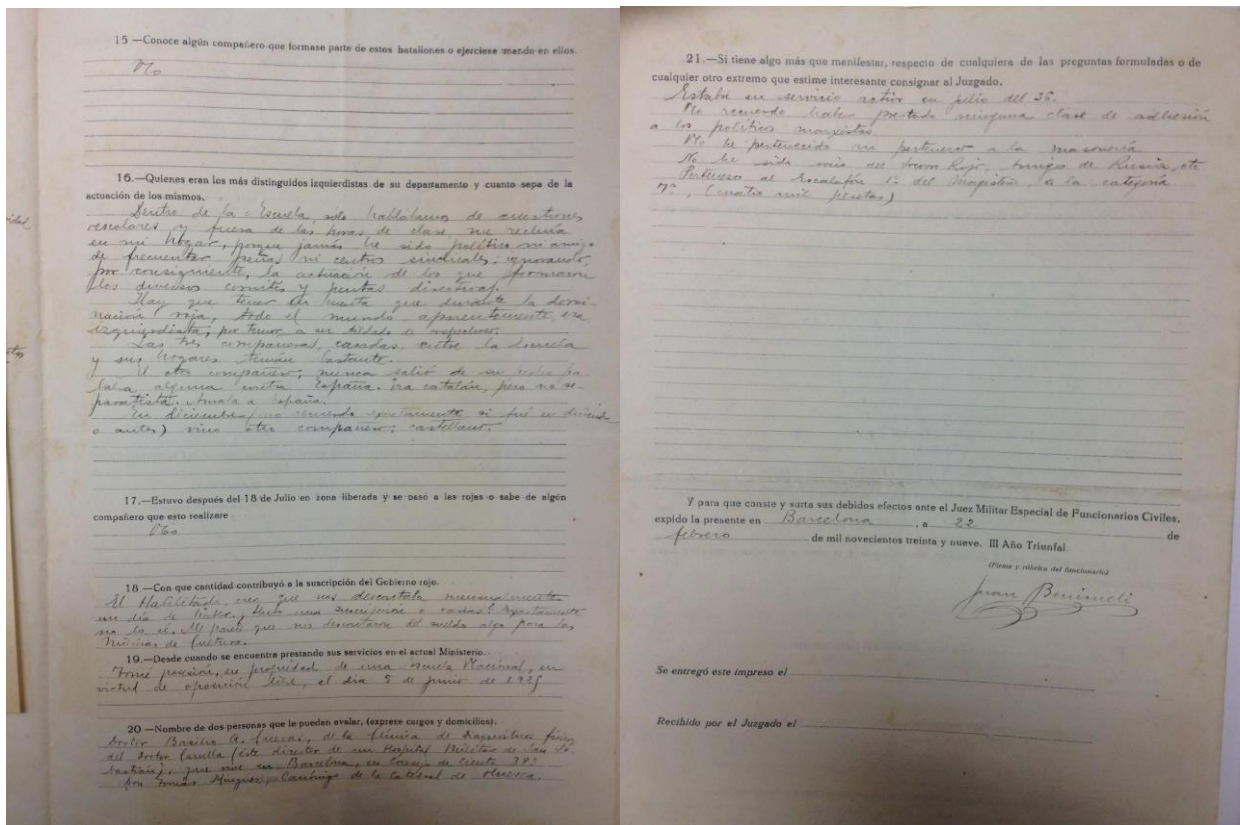 15 —Conoce algún compañero que formase parte de estos batallones o ejerciese mando en ellos.
No
16.—Quienes eran los más distinguidos izquierdistas de su departamento y cuanto sepa de la
actuación de los mismos.
Dentro de la Escuela, sólo hablábamos de cuestiones
escolares y fuera de las horas de clase, me recluía
en mi hogar, porque jamás he sido político ni amigo
de frecuentar peñas ni centros sindicales; ignorando,
por consiguiente, la actuación de los que formaron
los diversos comités y juntas directivas.
Hay que tener en cuenta que durante la domi-
nación roja, todo el mundo, aparentemente, era
izquierdista, por temor a ser tildado de
Las tres compañeras, casadas, entre la Escuela
y sus hogares tenían bastante.
El otro compañero, nunca salió de su pa-
labra alguna contra España. Era catalán, pero no se-
paratista. Amaba a España.
En diciembre (no recuerdo exactamente si fué en diciembre
o antes) vino otro compañero, castellano.
17.—Estuvo después del 18 de Julio en zona liberada y se pasó a las rojas o sabe de algún
compañero que esto realizare
No
18 —Con que cantidad contribuyó a la suscripción del Gobierno rojo.
El Habilitado, creo que nos descontaba mensualmente
un día de haber. ¿Hubo una suscripción o varias? Exactamente
no lo sé. Me parece que nos descontaron del sueldo algo para las
Milicias de Cultura.
19.—Desde cuando se encuentra prestando sus servicios en el actual Ministerio.
Tomé posesión, en propiedad de una Escuela Nacional, en
virtud de oposición libre, el día 5 de junio de
20 —Nombre de dos personas que le puedan avalar, (exprese cargos y domicilios).
Doctor Basilio A. Cuevas, de la Clínica de Diagnóstico
del Doctor (éste director de un Hospital Militar de San Se-
bastián), que vive en Barcelona, en Consejo de Ciento
Don Tomás Canónigo de la Catedral de Huesca.
21.—Si tiene algo más que manifestar, respecto de cualquiera de las preguntas formuladas o de
cualquier otro extremo que estime interesante consignar al Juzgado.
Estaba en servicio activo en julio del 36.
No recuerdo haber prestado ninguna clase de adhesión
a los políticos marxistas
No he pertenecido ni pertenezco a la masonería
No he sido socio del Socorro Rojo, Amigos de Rusia, etc
Pertenezco al Escalafón 1º del Magisterio, a la categoría
7ª, (cuatro mil pesetas)
Y para que conste y surta sus debidos efectos ante el Juez Militar Especial de Funcionarios Civiles,
expido la presente en Barcelona, a 22 de
febrero de mil novecientos treinta y nueve. III Año Triunfal.
(Firma y rúbrica del funcionario)
Juan Benimeli
Se entregó este impreso el
Recibido por el Juzgado el